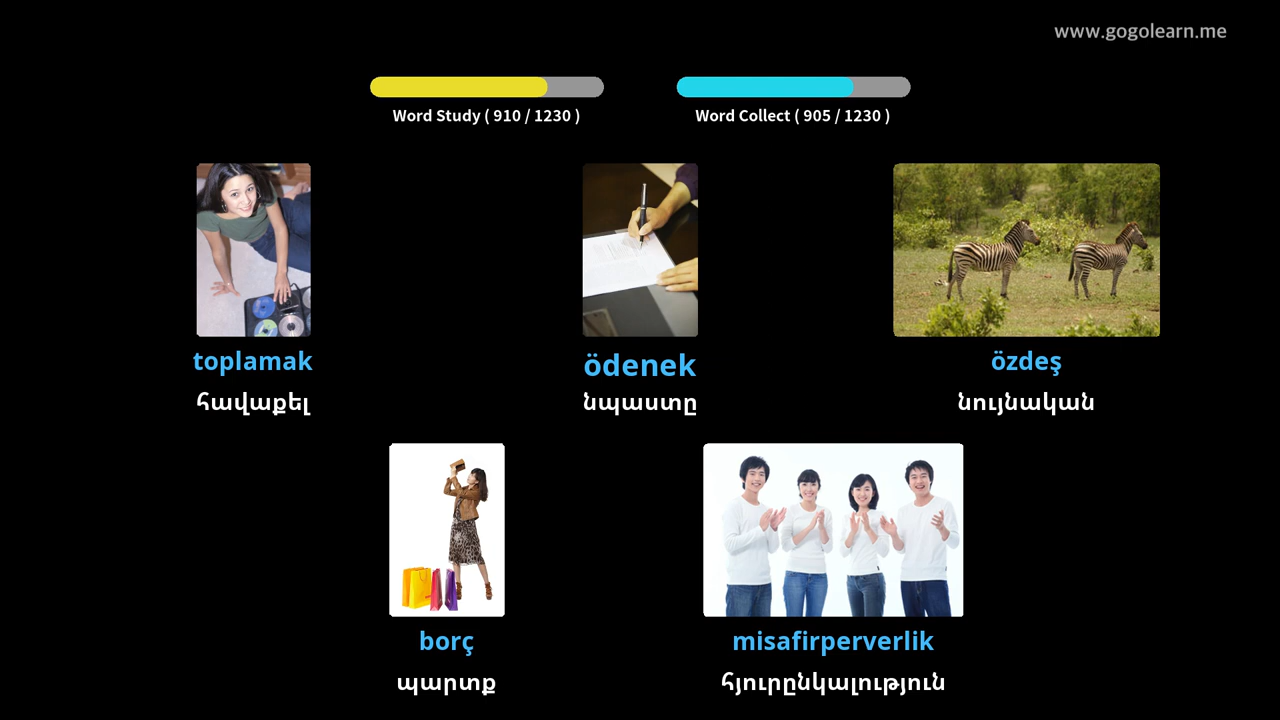 www.gogolearn.me
Word Study ( 910 / 1230 )
Word Collect ( 905 / 1230 )
toplamak
ödenek
özdeş
հավաքել
նպաստը
նույնական
borç
misafirperverlik
պարտք
հյուրընկալություն